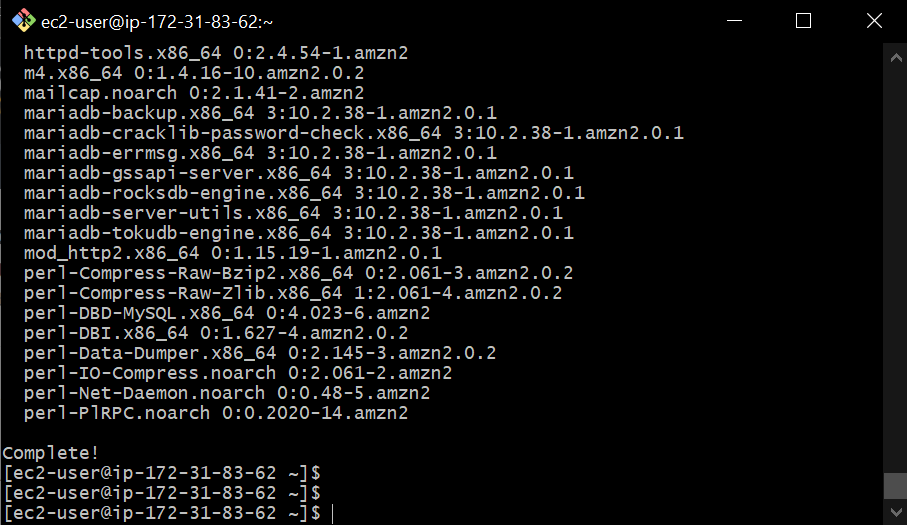 ec2-user@ip-172-31-83-62:~
httpd-tools.x86_64 0:2.4.54-1.amzn2
m4.x86_64 0:1.4.16-10.amzn2.0.2
mailcap.noarch 0:2.1.41-2.amzn2
mariadb-backup.x86_64 3:10.2.38-1.amzn2.0.1
mariadb-cracklib-password-check.x86_64 3:10.2.38-1.amzn2.0.1
mariadb-errmsg.x86_64 3:10.2.38-1.amzn2.0.1
mariadb-gssapi-server.x86_64 3:10.2.38-1.amzn2.0.1
mariadb-rocksdb-engine.x86_64 3:10.2.38-1.amzn2.0.1
mariadb-server-utils.x86_64 3:10.2.38-1.amzn2.0.1
mariadb-tokudb-engine.x86_64 3:10.2.38-1.amzn2.0.1
mod_http2.x86_64 0:1.15.19-1.amzn2.0.1
perl-Compress-Raw-Bzip2.x86_64 0:2.061-3.amzn2.0.2
perl-Compress-Raw-Zlib.x86_64 1:2.061-4.amzn2.0.2
perl-DBD-MySQL.x86_64 0:4.023-6.amzn2
perl-DBI.x86_64 0:1.627-4.amzn2.0.2
perl-Data-Dumper.x86_64 0:2.145-3.amzn2.0.2
perl-IO-Compress.noarch 0:2.061-2.amzn2
perl-Net-Daemon.noarch 0:0.48-5.amzn2
perl-PlRPC.noarch 0:0.2020-14.amzn2
Complete!
[ec2-user@ip-172-31-83-62 ~]$
[ec2-user@ip-172-31-83-62 ~]$
[ec2-user@ip-172-31-83-62 ~]$